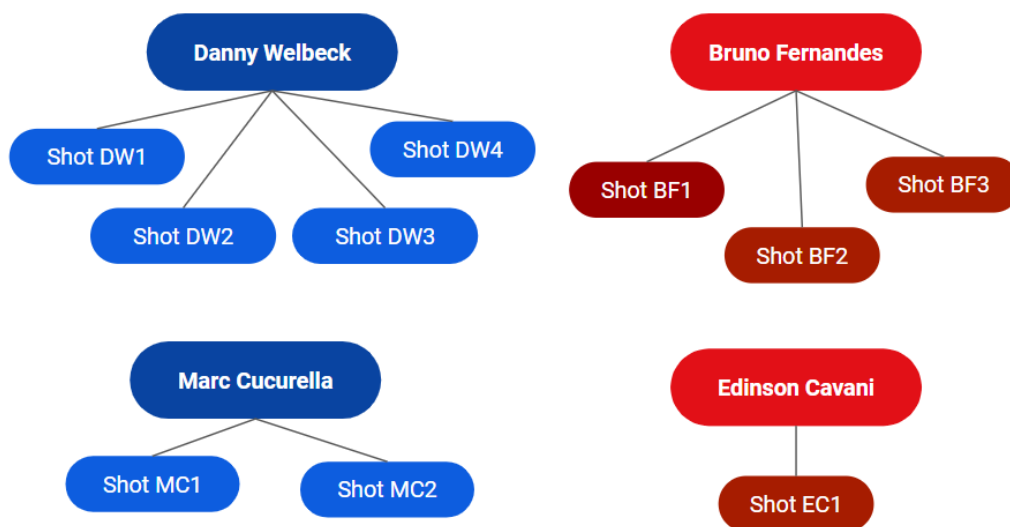 Danny Welbeck
Shot DW1
Shot DW2
Shot DW3
Shot DW4
Bruno Fernandes
Shot BF1
Shot BF2
Shot BF3
Marc Cucurella
Shot MC1
Shot MC2
Edinson Cavani
Shot EC1